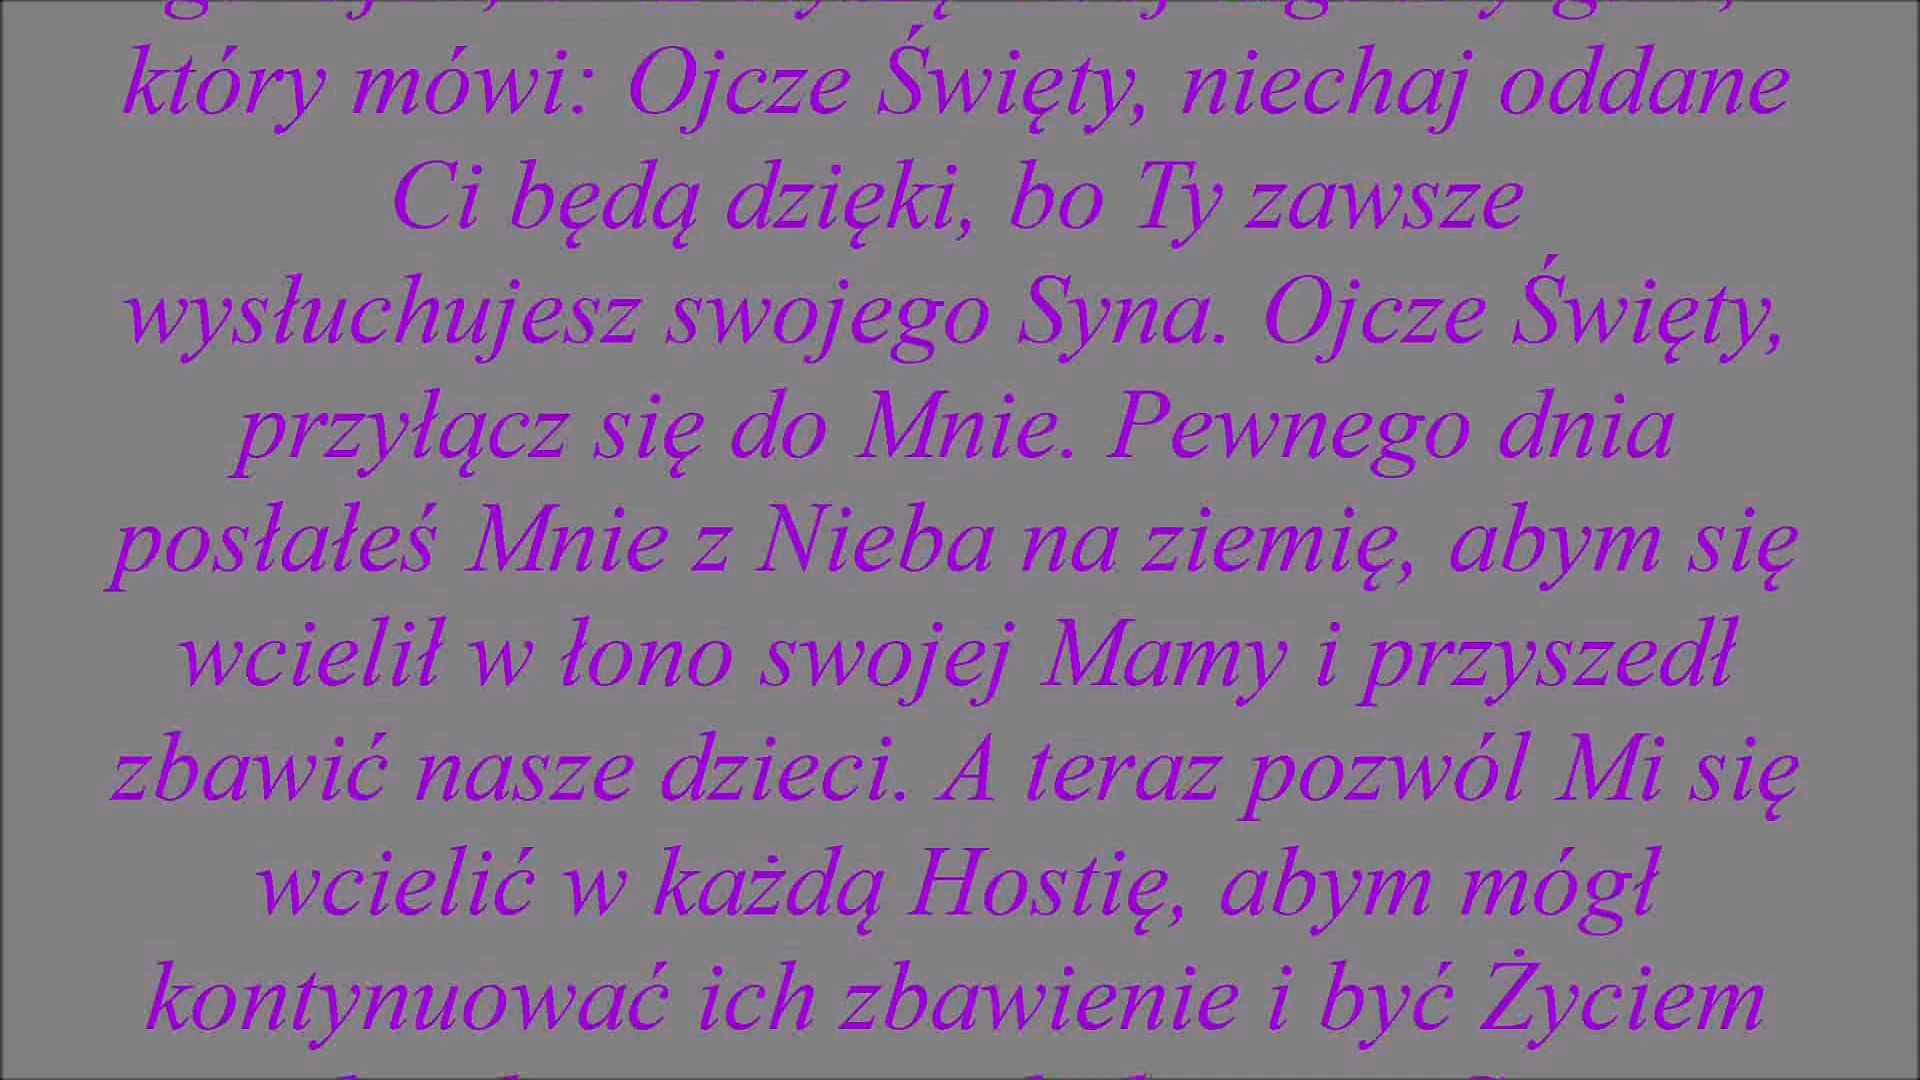 który mówi: Ojcze Święty, niechaj oddane
Ci będą dzięki, bo Ty zawsze
wysłuchujesz swojego Syna. Ojcze Święty,
przyłącz się do Mnie. Pewnego dnia
posłałeś Mnie z Nieba na ziemię, abym się
wcielił w łono swojej Mamy i przyszedł
zbawić nasze dzieci. A teraz pozwól Mi się
wcielić w każdą Hostię, abym mógł
kontynuować ich zbawienie i być Życiem